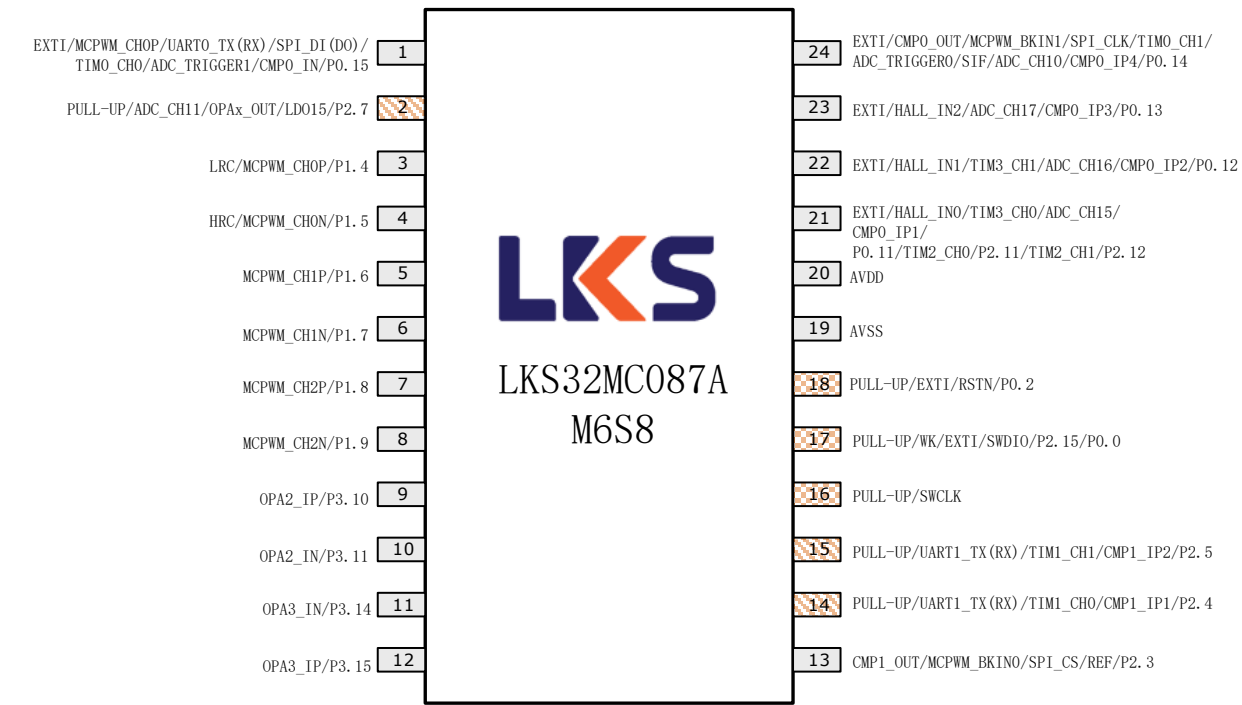 EXTI/MCPWM_CH0P/UART0_TX(RX)/SPI_DI(DO)/
TIM0_CH0/ADC_TRIGGER1/CMP0_IN/P0.15
1
PULL-UP/ADC_CH11/OPAx_OUT/LDO15/P2.7
2
LRC/MCPWM_CH0P/P1.4
3
HRC/MCPWM_CH0N/P1.5
4
MCPWM_CH1P/P1.6
5
MCPWM_CH1N/P1.7
6
MCPWM_CH2P/P1.8
7
MCPWM_CH2N/P1.9
8
OPA2_IP/P3.10
9
OPA2_IN/P3.11
10
OPA3_IN/P3.14
11
OPA3_IP/P3.15
12
LKS
LKS32MC087A
M6S8
24
EXTI/CMP0_OUT/MCPWM_BKIN1/SPI_CLK/TIM0_CH1/
ADC_TRIGGER0/SIF/ADC_CH10/CMP0_IP4/P0.14
23
EXTI/HALL_IN2/ADC_CH17/CMP0_IP3/P0.13
22
EXTI/HALL_IN1/TIM3_CH1/ADC_CH16/CMP0_IP2/P0.12
21
EXTI/HALL_IN0/TIM3_CH0/ADC_CH15/
CMP0_IP1/
P0.11/TIM2_CH0/P2.11/TIM2_CH1/P2.12
20
AVDD
19
AVSS
18
PULL-UP/EXTI/RSTN/P0.2
17
PULL-UP/WK/EXTI/SWDIO/P2.15/P0.0
16
PULL-UP/SWCLK
15
PULL-UP/UART1_TX(RX)/TIM1_CH1/CMP1_IP2/P2.5
14
PULL-UP/UART1_TX(RX)/TIM1_CH0/CMP1_IP1/P2.4
13
CMP1_OUT/MCPWM_BKIN0/SPI_CS/REF/P2.3